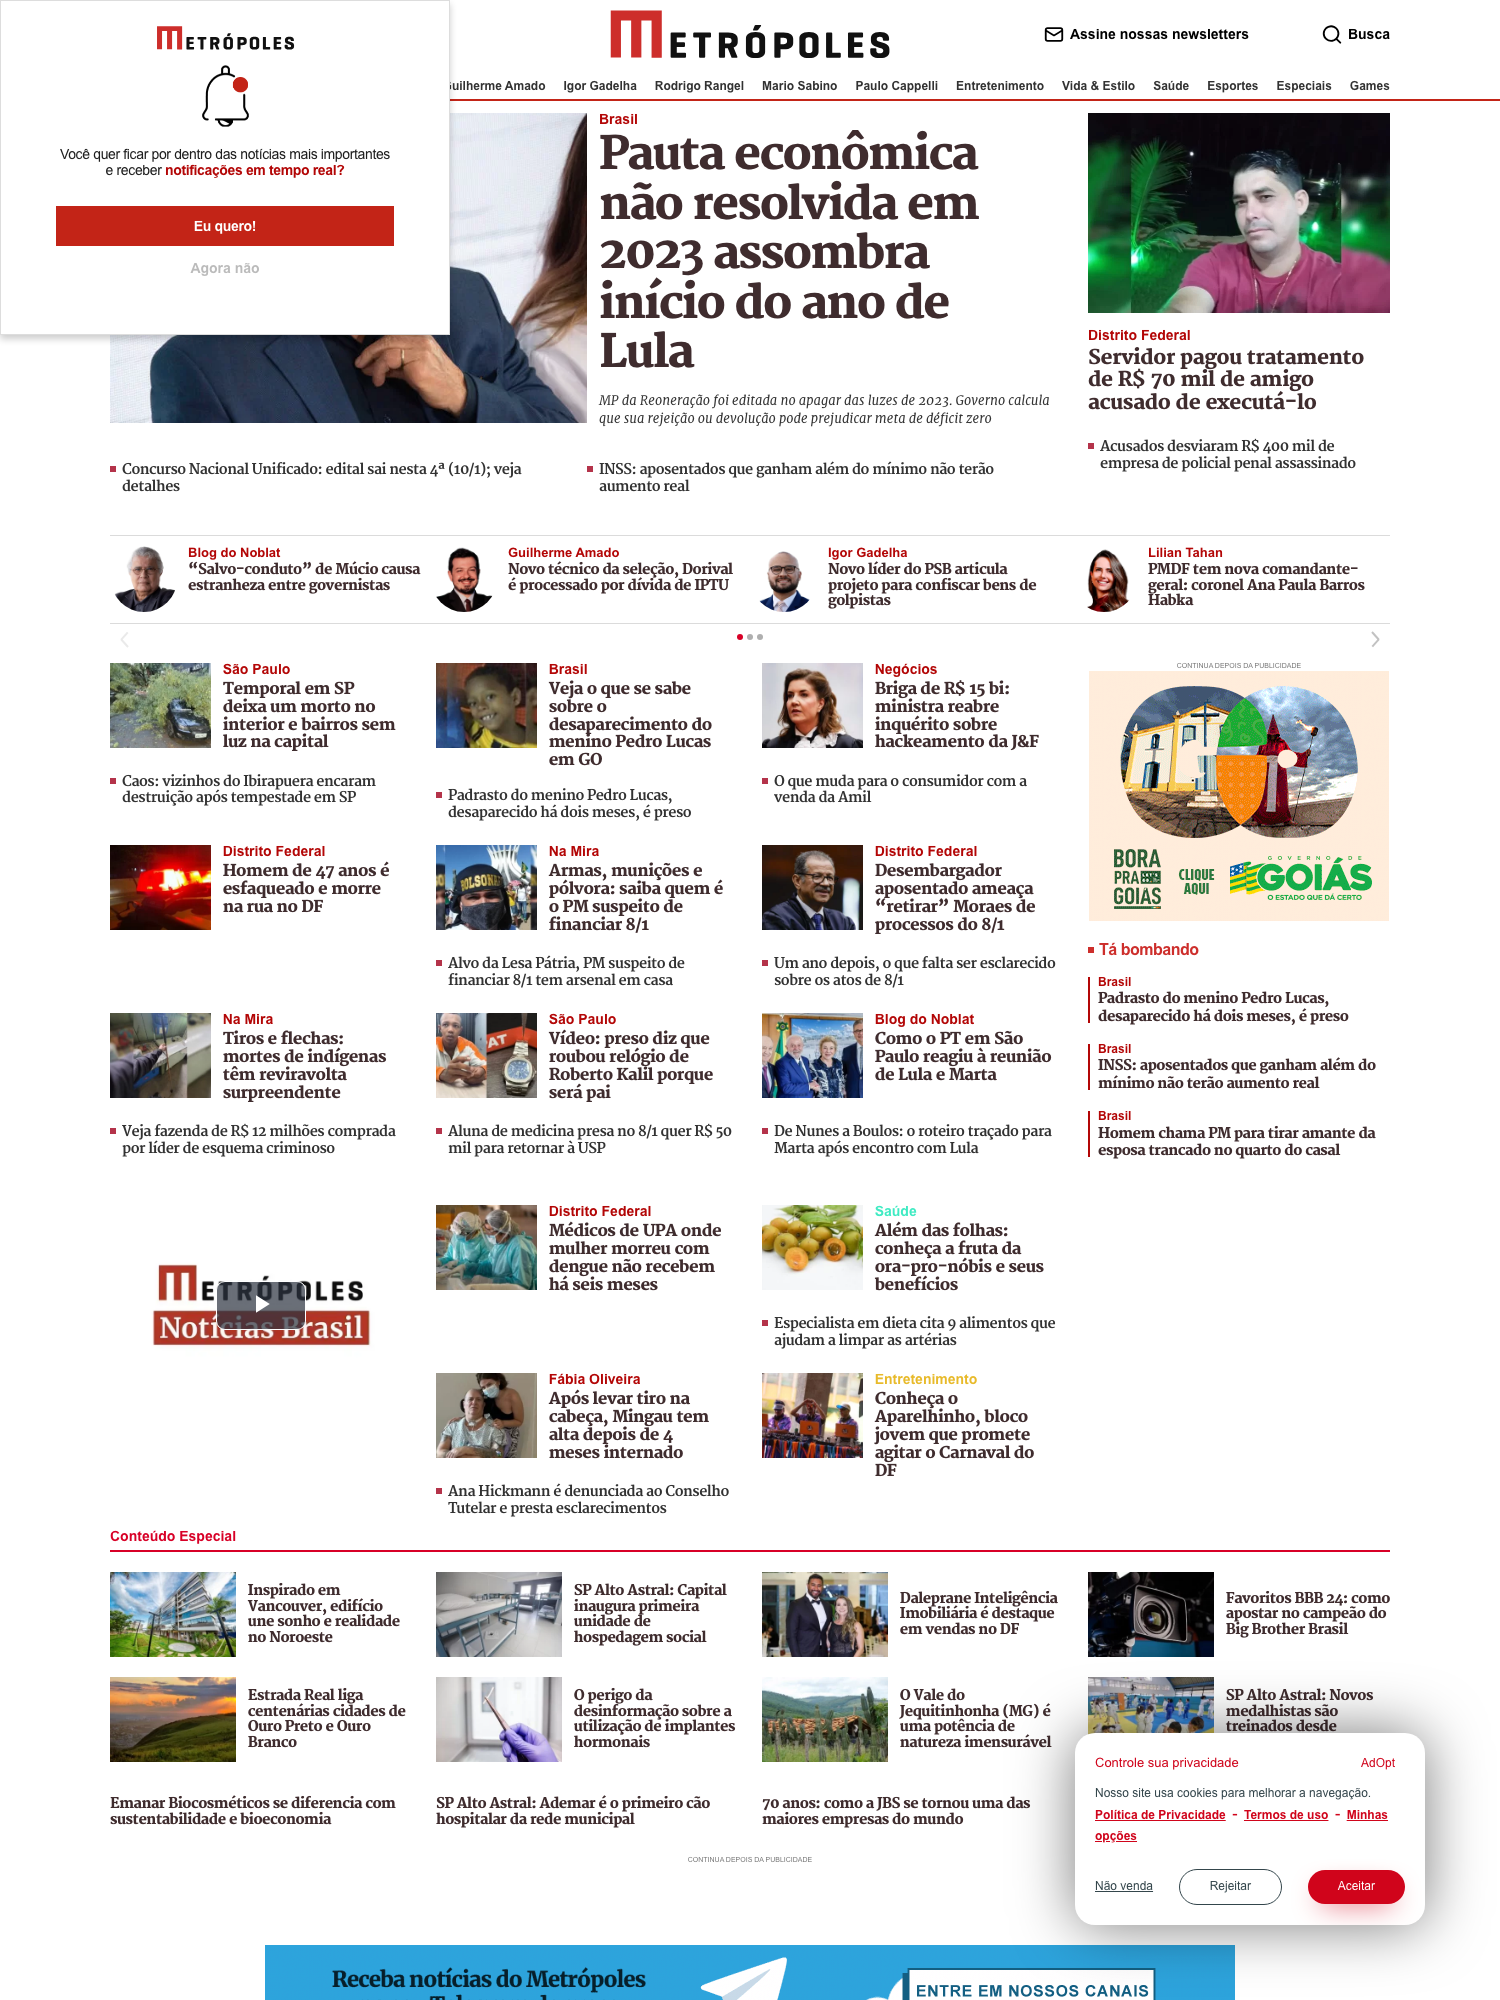 METRÓPOLES
Você quer ficar por dentro das notícias mais importantes
e receber notificações em tempo real?
Eu quero!
Agora não
METRÓPOLES
Assine nossas newsletters
Busca
Guilherme Amado
Igor Gadelha
Rodrigo Rangel
Mario Sabino
Paulo Cappelli
Entretenimento
Vida & Estilo
Saúde
Esportes
Especiais
Games
Brasil
Pauta econômica
não resolvida em
2023 assombra
início do ano de
Lula
MP da Reoneração foi editada no apagar das luzes de 2023. Governo calcula
que sua rejeição ou devolução pode prejudicar meta de déficit zero
Concurso Nacional Unificado: edital sai nesta 4ª (10/1); veja
detalhes
INSS: aposentados que ganham além do mínimo não terão
aumento real
Distrito Federal
Servidor pagou tratamento
de R$ 70 mil de amigo
acusado de executá-lo
Acusados desviaram R$ 400 mil de
empresa de policial penal assassinado
Blog do Noblat
“Salvo-conduto” de Múcio causa
estranheza entre governistas
Guilherme Amado
Novo técnico da seleção, Dorival
é processado por dívida de IPTU
Igor Gadelha
Novo líder do PSB articula
projeto para confiscar bens de
golpistas
Lilian Tahan
PMDF tem nova comandante-
geral: coronel Ana Paula Barros
Habka
São Paulo
Temporal em SP
deixa um morto no
interior e bairros sem
luz na capital
Caos: vizinhos do Ibirapuera encaram
destruição após tempestade em SP
Brasil
Veja o que se sabe
sobre o
desaparecimento do
menino Pedro Lucas
em GO
Padrasto do menino Pedro Lucas,
desaparecido há dois meses, é preso
Negócios
Briga de R$ 15 bi:
ministra reabre
inquérito sobre
hackeamento da J&F
O que muda para o consumidor com a
venda da Amil
CONTINUA DEPOIS DA PUBLICIDADE
BORA
PRA
GOIÁS
CLIQUE
AQUI
GOVERNO DE
GOIÁS
O ESTADO QUE DÁ CERTO
Distrito Federal
Homem de 47 anos é
esfaqueado e morre
na rua no DF
BOLSONA
Na Mira
Armas, munições e
pólvora: saiba quem é
o PM suspeito de
financiar 8/1
Alvo da Lesa Pátria, PM suspeito de
financiar 8/1 tem arsenal em casa
Distrito Federal
Desembargador
aposentado ameaça
“retirar” Moraes de
processos do 8/1
Um ano depois, o que falta ser esclarecido
sobre os atos de 8/1
Tá bombando
Brasil
Padrasto do menino Pedro Lucas,
desaparecido há dois meses, é preso
Brasil
INSS: aposentados que ganham além do
mínimo não terão aumento real
Brasil
Homem chama PM para tirar amante da
esposa trancado no quarto do casal
Na Mira
Tiros e flechas:
mortes de indígenas
têm reviravolta
surpreendente
Veja fazenda de R$ 12 milhões comprada
por líder de esquema criminoso
São Paulo
Vídeo: preso diz que
roubou relógio de
Roberto Kalil porque
será pai
Aluna de medicina presa no 8/1 quer R$ 50
mil para retornar à USP
Blog do Noblat
Como o PT em São
Paulo reagiu à reunião
de Lula e Marta
De Nunes a Boulos: o roteiro traçado para
Marta após encontro com Lula
METRÓPOLES
Notícias Brasil
Distrito Federal
Médicos de UPA onde
mulher morreu com
dengue não recebem
há seis meses
Saúde
Além das folhas:
conheça a fruta da
ora-pro-nóbis e seus
benefícios
Especialista em dieta cita 9 alimentos que
ajudam a limpar as artérias
Fábia Oliveira
Após levar tiro na
cabeça, Mingau tem
alta depois de 4
meses internado
Ana Hickmann é denunciada ao Conselho
Tutelar e presta esclarecimentos
Entretenimento
Conheça o
Aparelhinho, bloco
jovem que promete
agitar o Carnaval do
DF
Conteúdo Especial
Inspirado em
Vancouver, edifício
une sonho e realidade
no Noroeste
SP Alto Astral: Capital
inaugura primeira
unidade de
hospedagem social
Daleprane Inteligência
Imobiliária é destaque
em vendas no DF
Favoritos BBB 24: como
apostar no campeão do
Big Brother Brasil
Estrada Real liga
centenárias cidades de
Ouro Preto e Ouro
Branco
O perigo da
desinformação sobre a
utilização de implantes
hormonais
O Vale do
Jequitinhonha (MG) é
uma potência de
natureza imensurável
SP Alto Astral: Novos
medalhistas são
treinados desde
Emanar Biocosméticos se diferencia com
sustentabilidade e bioeconomia
SP Alto Astral: Ademar é o primeiro cão
hospitalar da rede municipal
70 anos: como a JBS se tornou uma das
maiores empresas do mundo
Controle sua privacidade
AdOpt
Nosso site usa cookies para melhorar a navegação.
Política de Privacidade - Termos de uso - Minhas
opções
Não venda
Rejeitar
Aceitar
CONTINUA DEPOIS DA PUBLICIDADE
Receba notícias do Metrópoles
ENTRE EM NOSSOS CANAIS